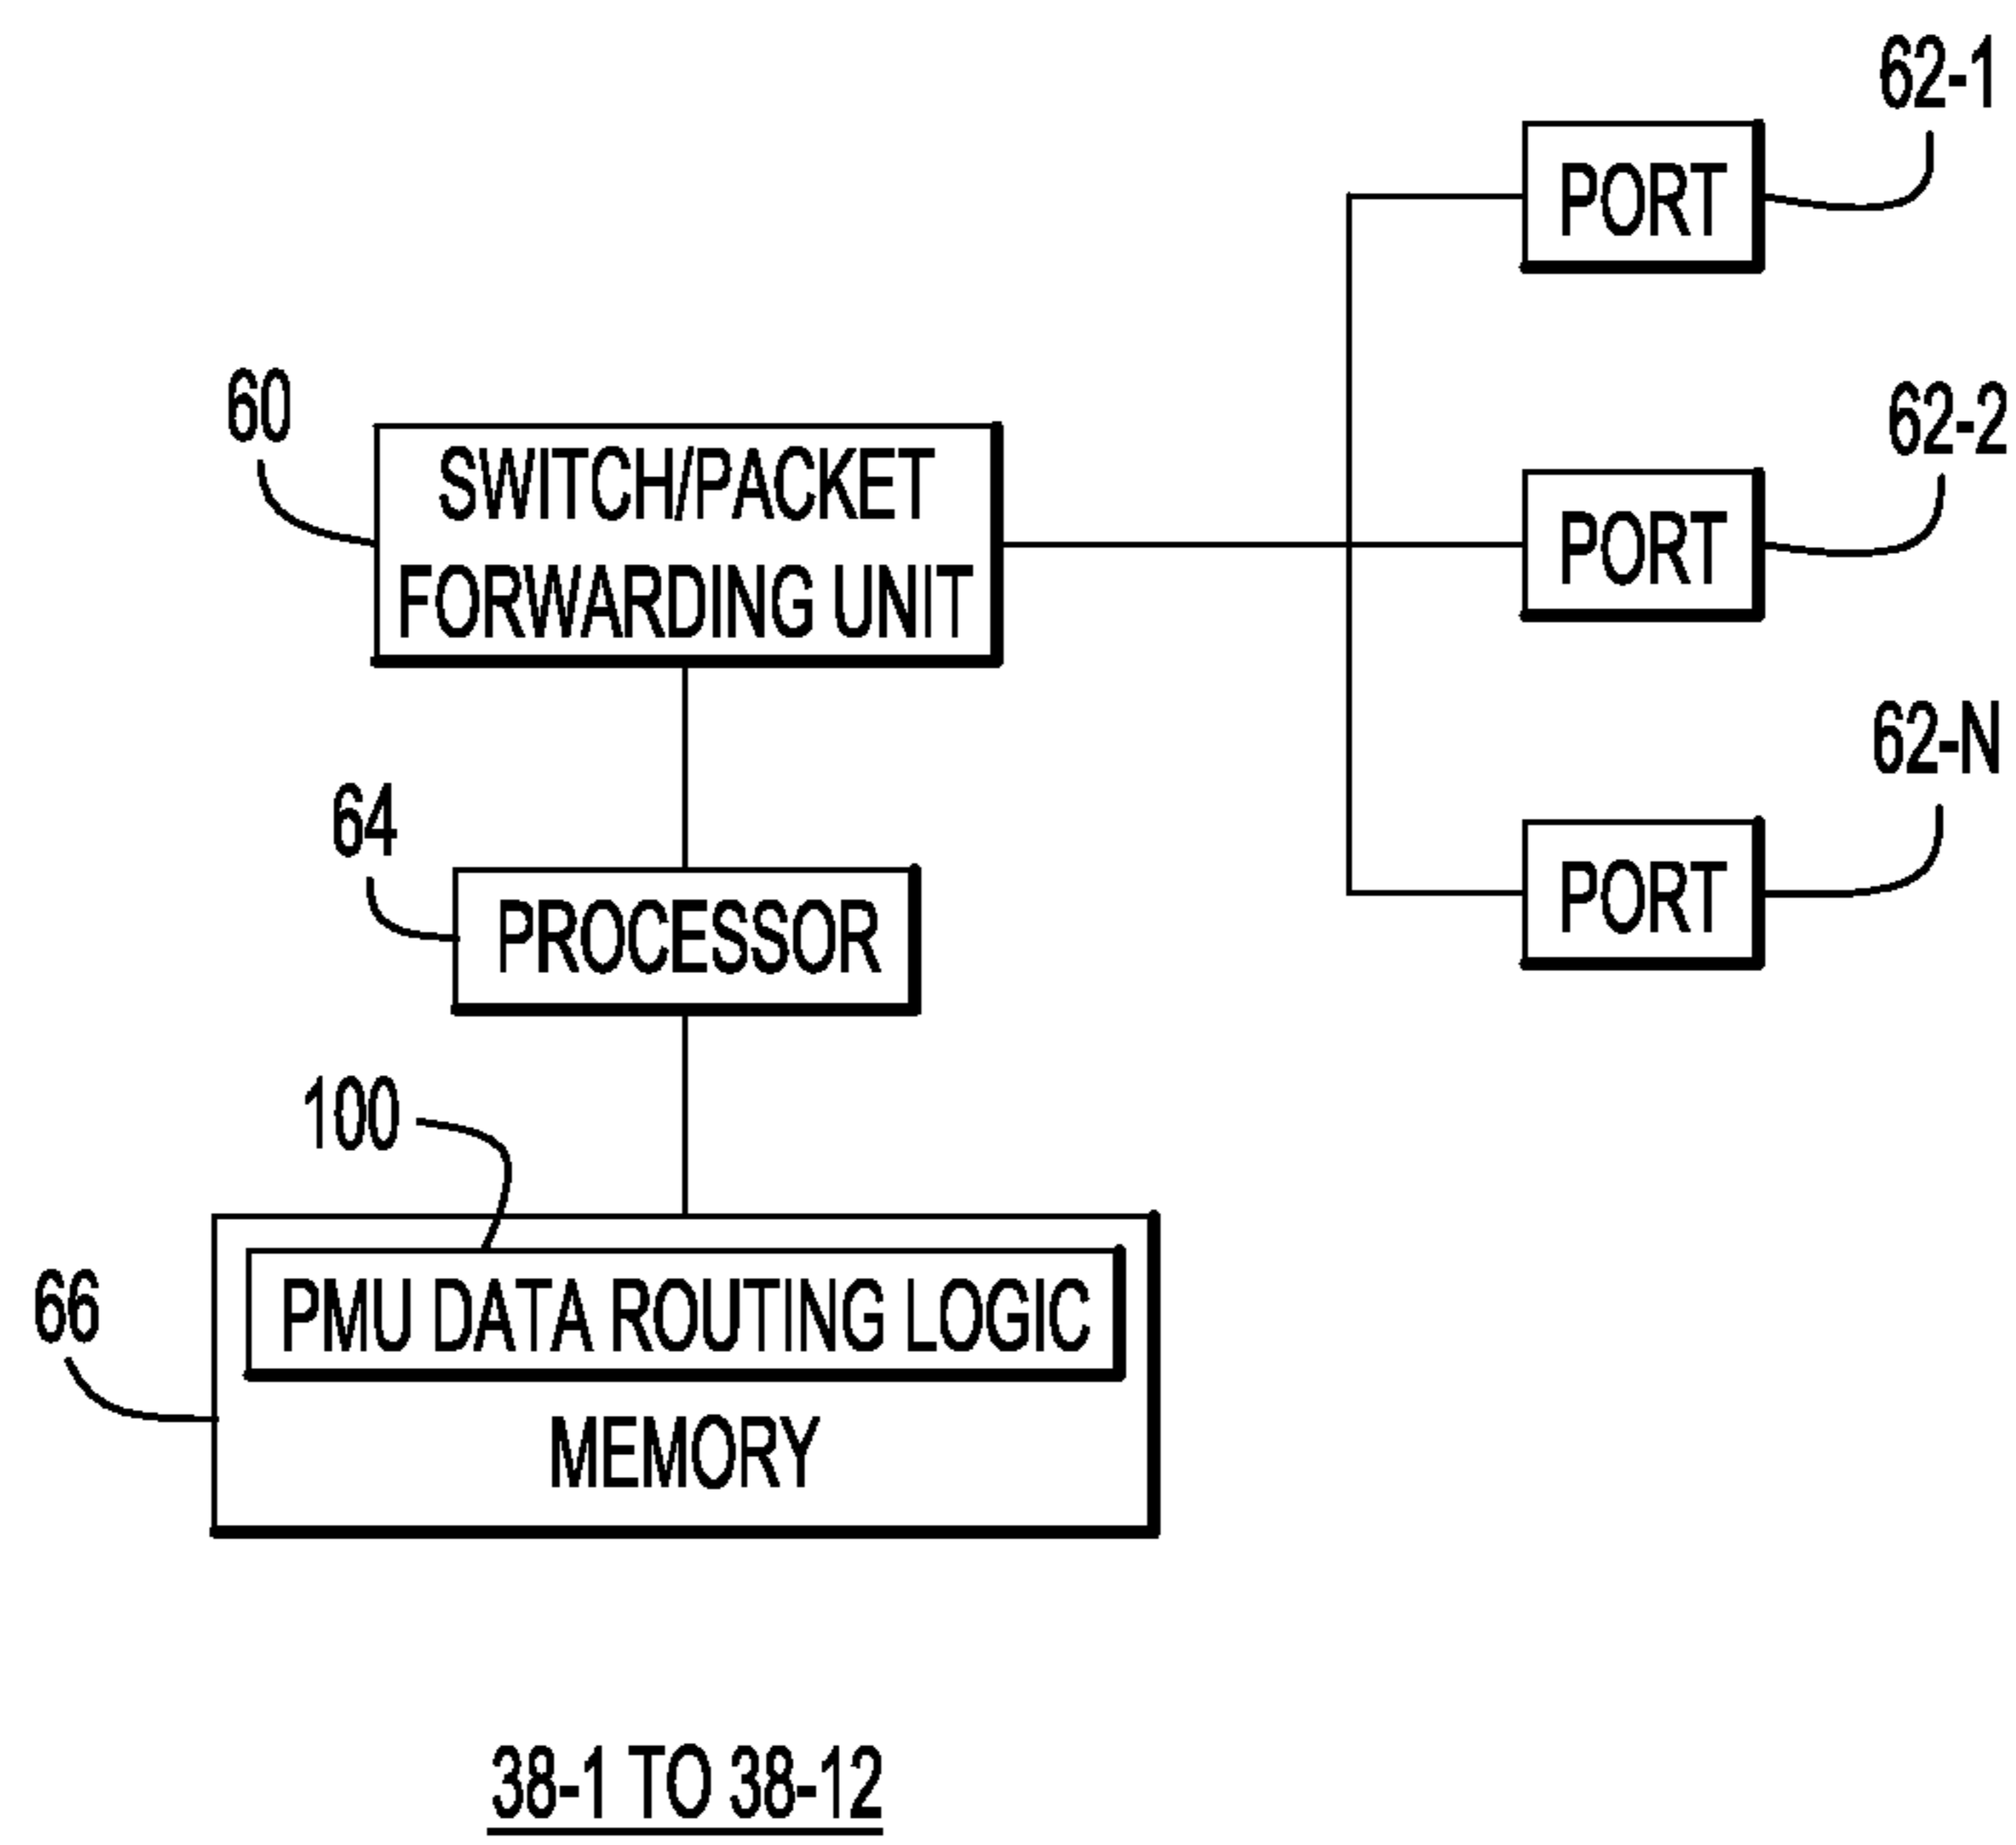 62-1
PORT
60
62-2
SWITCH/PACKET
FORWARDING UNIT
PORT
62-N
64
PROCESSOR
PORT
100
66
PMU DATA ROUTING LOGIC
MEMORY
38-1 TO 38-12